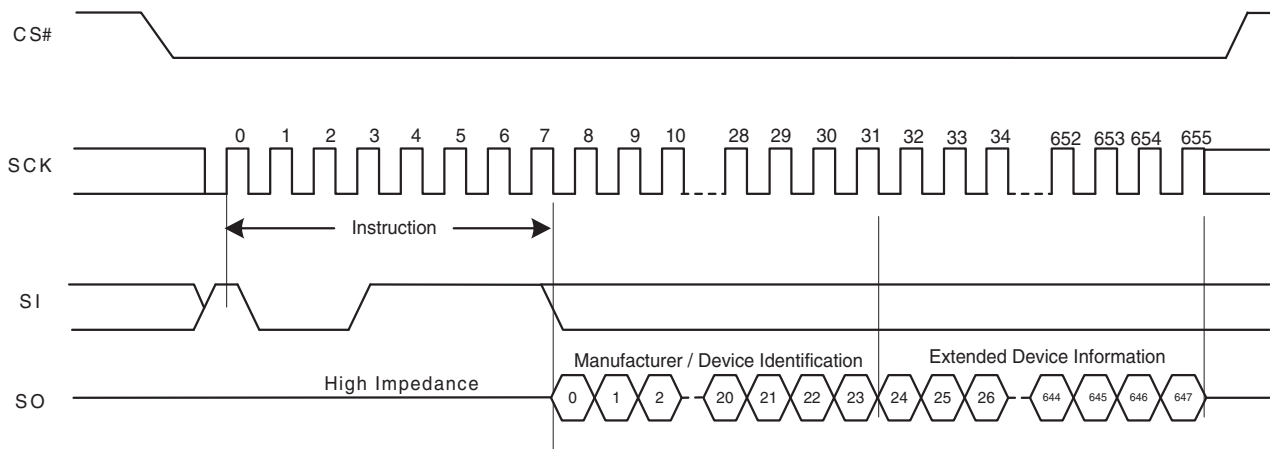 CS#
0 1 2 3 4 5 6 7 8 9 10 28 29 30 31 32 33 34 652 653 654 655
SCK
Instruction
SI
Manufacturer / Device Identification
Extended Device Information
High Impedance
SO
0 1 2 20 21 22 23 24 25 26 644 645 646 647